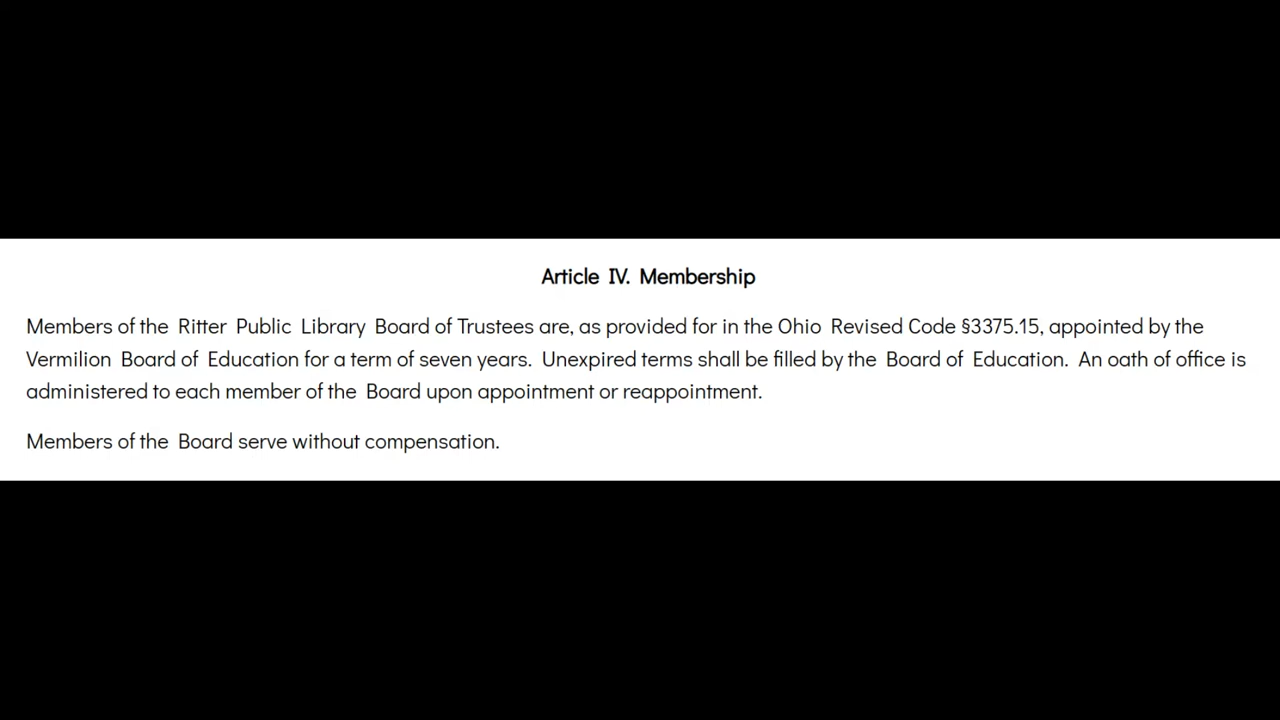 Article IV. Membership
Members of the Ritter Public Library Board of Trustees are, as provided for in the Ohio Revised Code §3375.15, appointed by the
Vermilion Board of Education for a term of seven years. Unexpired terms shall be filled by the Board of Education. An oath of office is
administered to each member of the Board upon appointment or reappointment.
Members of the Board serve without compensation.